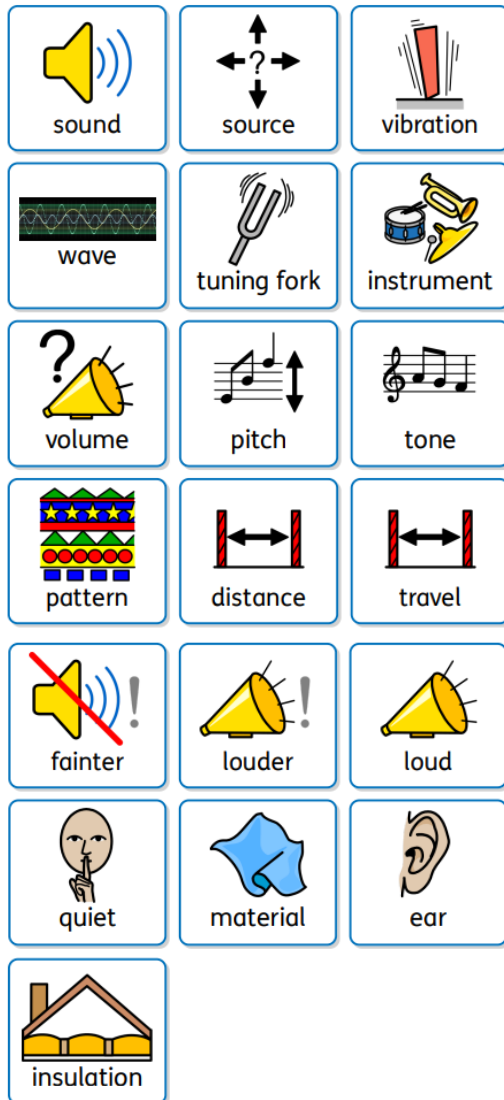 sound
?
source
vibration
wave
tuning fork
instrument
?
volume
pitch
tone
pattern
distance
travel
!
fainter
!
louder
loud
quiet
material
ear
insulation